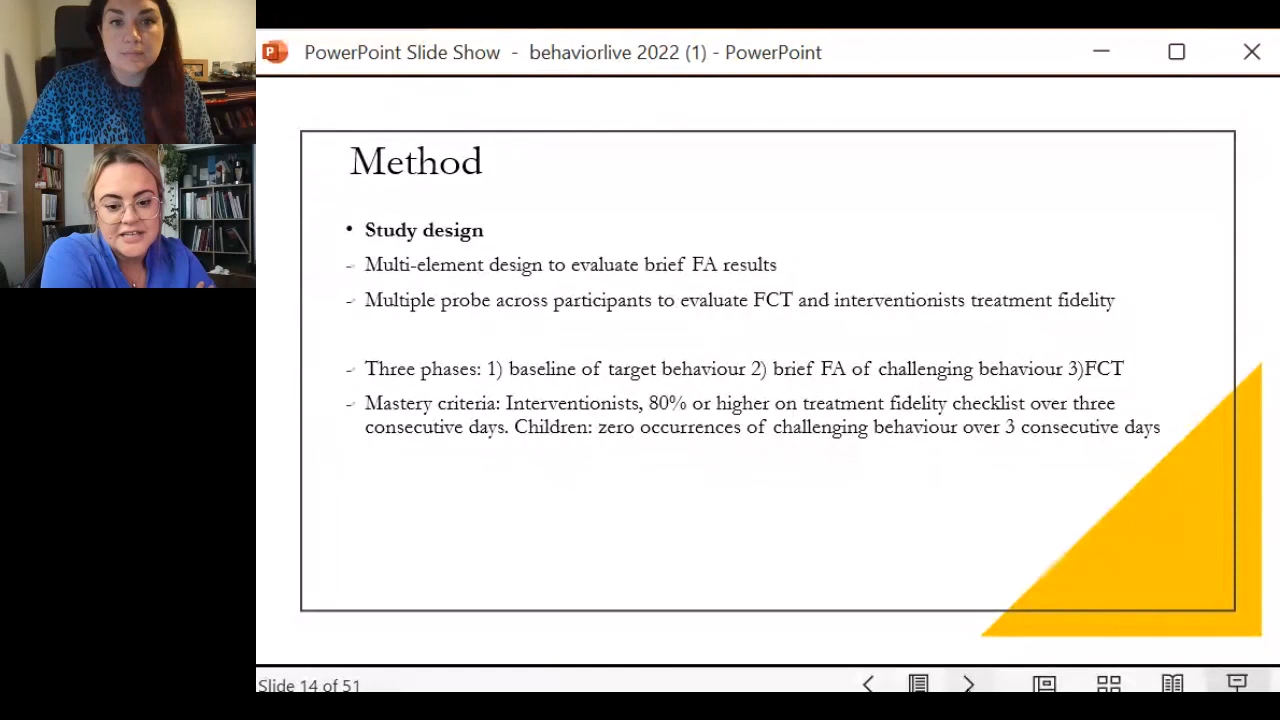 PowerPoint Slide Show - behaviorlive 2022 (1) - PowerPoint
Method
• Study design
- Multi-element design to evaluate brief FA results
- Multiple probe across participants to evaluate FCT and interventionists treatment fidelity
- Three phases: 1) baseline of target behaviour 2) brief FA of challenging behaviour 3)FCT
- Mastery criteria: Interventionists, 80% or higher on treatment fidelity checklist over three
consecutive days. Children: zero occurrences of challenging behaviour over 3 consecutive days
Slide 14 of 51